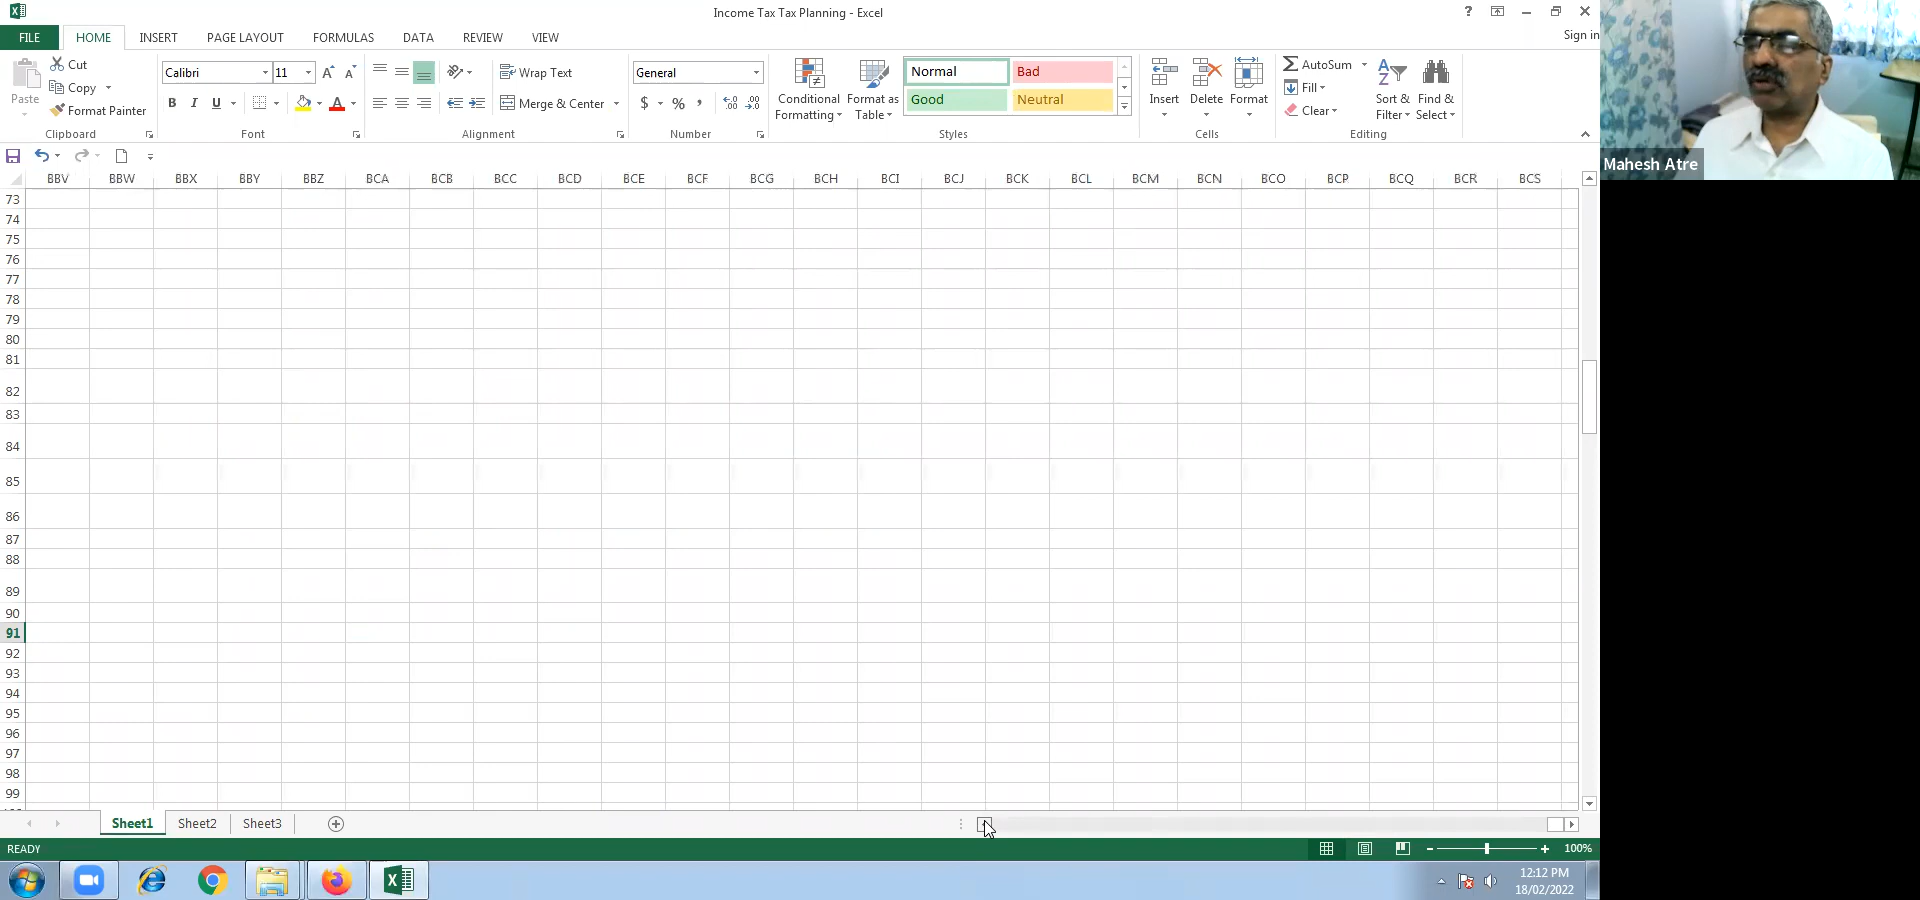 Income Tax Tax Planning - Excel
FILE HOME INSERT PAGE LAYOUT FORMULAS DATA REVIEW VIEW Sign in
Cut
Copy
Format Painter
Paste
Clipboard
Calibri 11
B I U
Font
Wrap Text
Merge & Center
Alignment
General
$ %
Number
Conditional Formatting
Format as Table
Normal Bad
Good Neutral
Styles
Insert Delete Format
Cells
AutoSum
Fill
Clear
Sort & Filter
Find & Select
Editing
Mahesh Atre
BBV BBW BBX BBY BBZ BCA BCB BCC BCD BCE BCF BCG BCH BCI BCJ BCK BCL BCM BCN BCO BCP BCQ BCR BCS
73
74
75
76
77
78
79
80
81
82
83
84
85
86
87
88
89
90
91
92
93
94
95
96
97
98
99
Sheet1 Sheet2 Sheet3
READY 100%
12:12 PM
18/02/2022